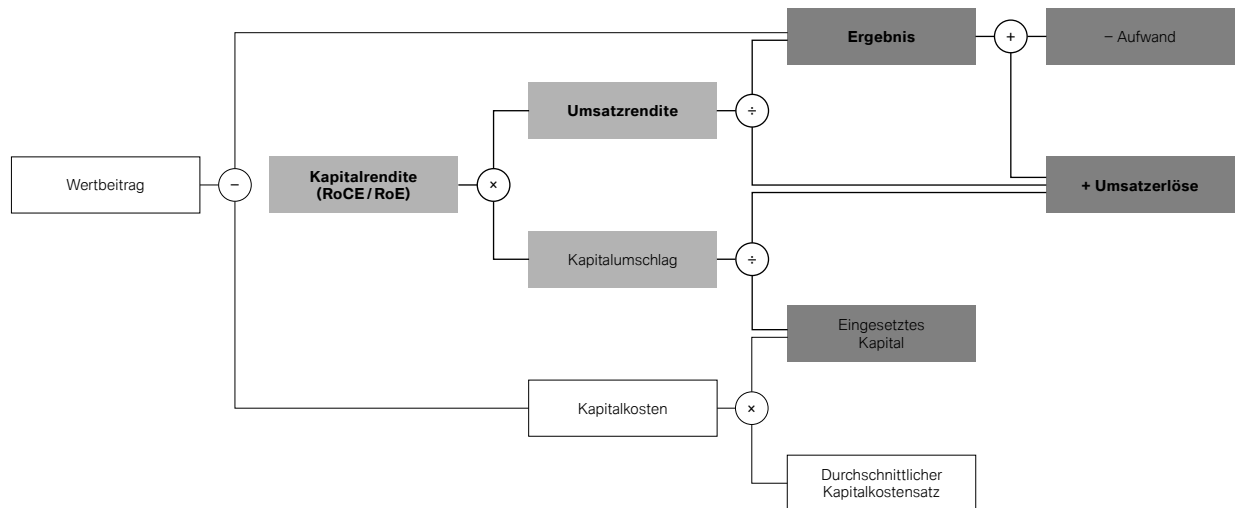 Ergebnis
+
– Aufwand
Umsatzrendite
÷
Wertbeitrag
–
Kapitalrendite
(RoCE / RoE)
×
+ Umsatzerlöse
Kapitalumschlag
÷
Eingesetztes
Kapital
Kapitalkosten
×
Durchschnittlicher
Kapitalkostensatz